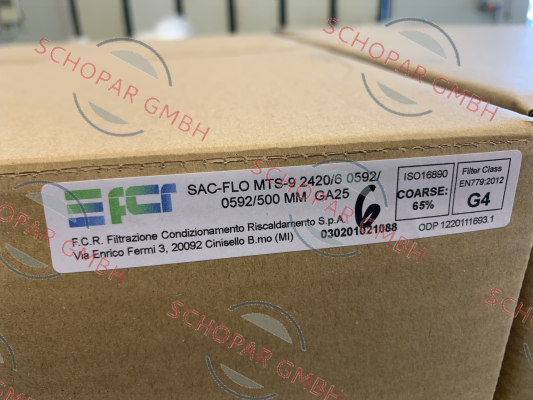 SCHOPAR GMBH
SCHOPAR GMBH
FCR
SAC-FLO MTS-9 2420/6 0592/
0592/500 MM GA25
6
ISO16890
COARSE:
65%
Filter Class
EN779:2012
G4
F.C.R. Filtrazione Condizionamento Riscaldamento S.p.A.
Via Enrico Fermi 3, 20092 Cinisello B.mo (MI)
030201021088
ODP 1220111693.1
SCHOPAR GMBH
SCHOPAR GMBH